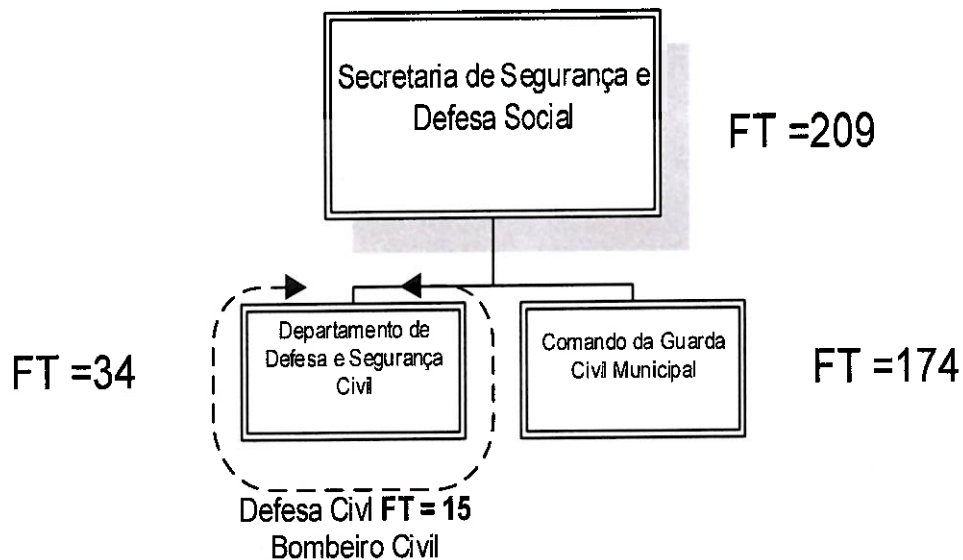 Secretaria de Segurança e
Defesa Social
FT =209
Departamento de
Defesa e Segurança
Civil
FT =34
Comando da Guarda
Civil Municipal
FT =174
Defesa Civl FT = 15
Bombeiro Civil